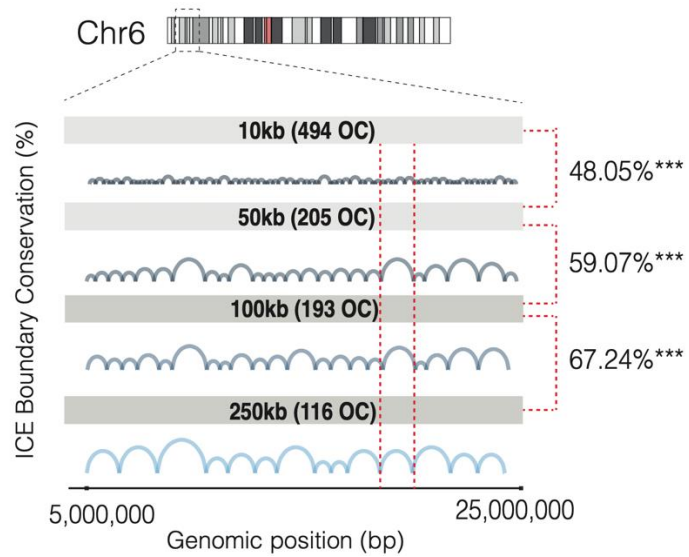 Chr6
ICE Boundary Conservation (%)
10kb (494 OC)
48.05%***
50kb (205 OC)
59.07%***
100kb (193 OC)
67.24%***
250kb (116 OC)
5,000,000
25,000,000
Genomic position (bp)